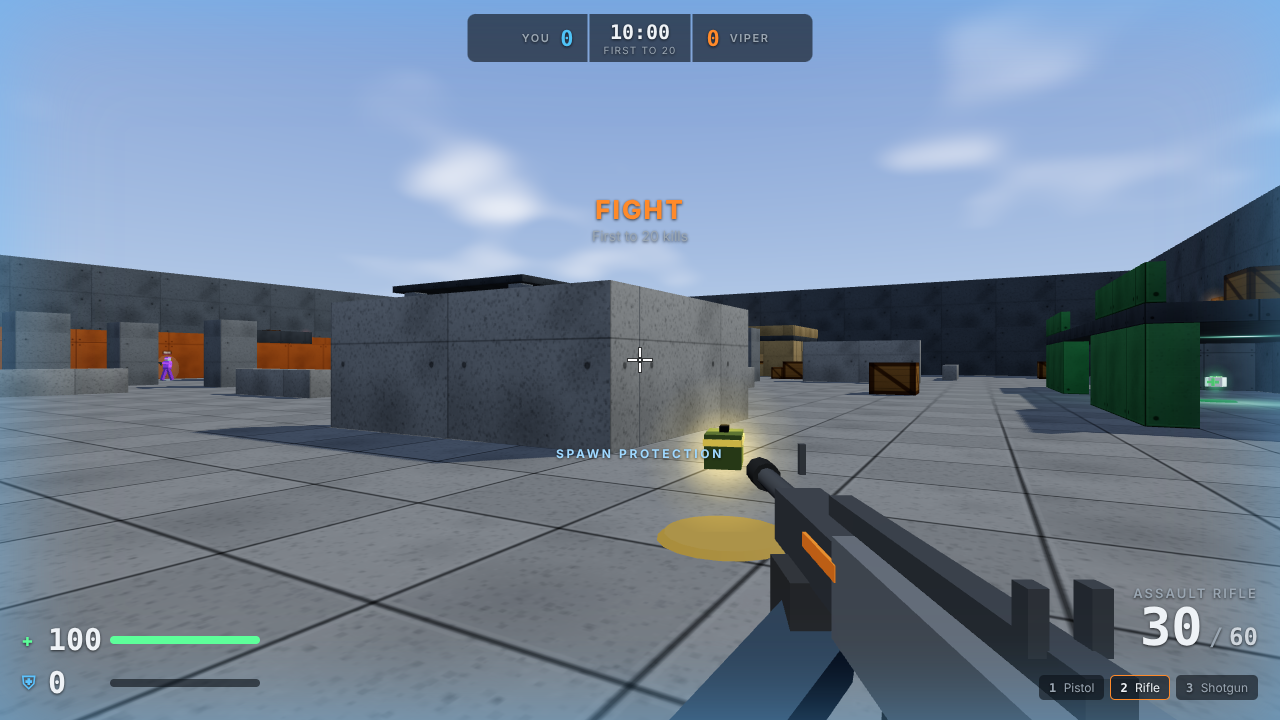 YOU 0
10:00
FIRST TO 20
0 VIPER
FIGHT
First to 20 kills
SPAWN PROTECTION
ASSAULT RIFLE
30 / 60
100
0
1 Pistol
2 Rifle
3 Shotgun